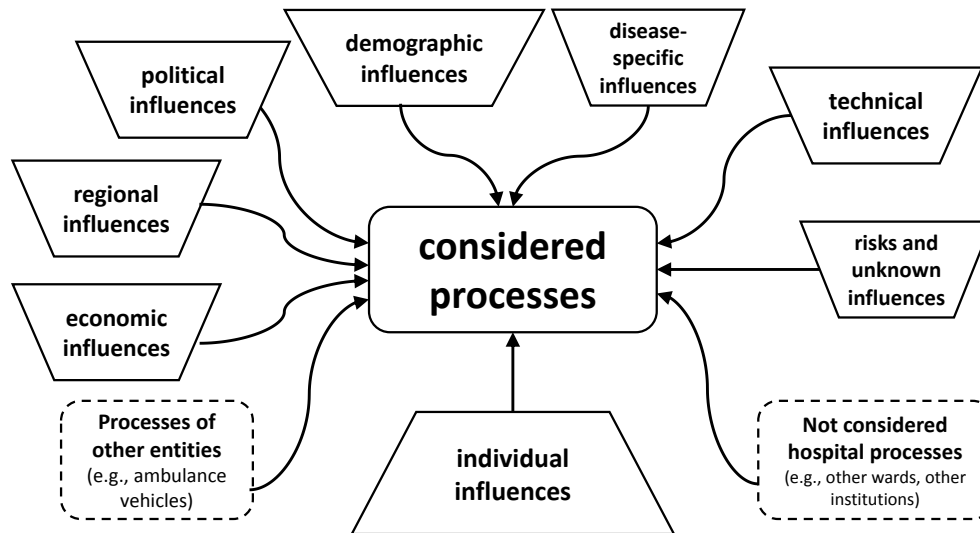 political
influences
demographic
influences
disease-
specific
influences
technical
influences
regional
influences
considered
processes
risks and
unknown
influences
economic
influences
Processes of
other entities
(e.g., ambulance
vehicles)
individual
influences
Not considered
hospital processes
(e.g., other wards, other
institutions)